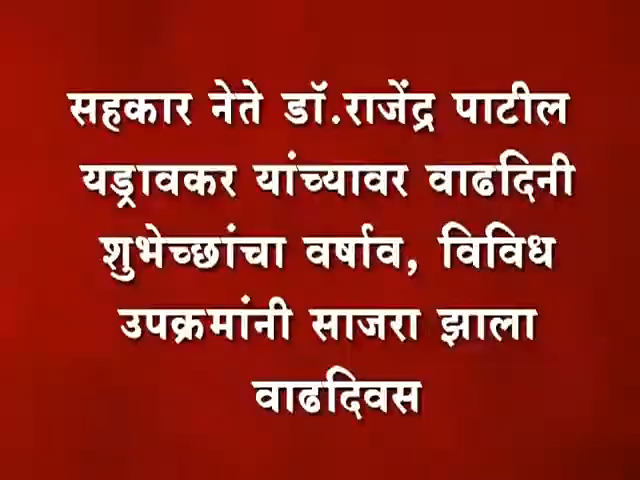 सहकार नेते डॉ.राजेंद्र पाटील
यड्रावकर यांच्यावर वाढदिनी
शुभेच्छांचा वर्षाव, विविध
उपक्रमांनी साजरा झाला
वाढदिवस